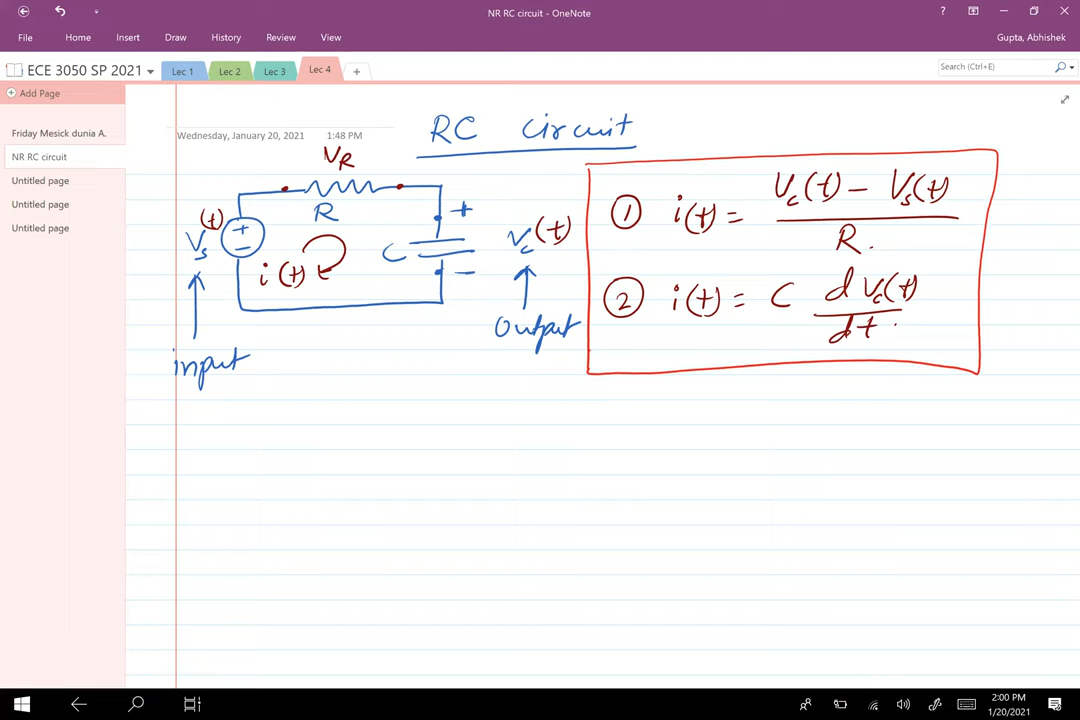 NR RC circuit - OneNote
File Home Insert Draw History Review View
Gupta, Abhishek
ECE 3050 SP 2021
Lec 1 Lec 2 Lec 3 Lec 4 +
Search (Ctrl+E)
Add Page
Friday Mesick dunia A.
NR RC circuit
Untitled page
Untitled page
Untitled page
Wednesday, January 20, 2021 1:48 PM
RC circuit
VR
R
+
Vs(t)
+
−
i(t)
C
−
Vc(t)
input
Output
① i(t) = Vc(t) − Vs(t) / R.
② i(t) = C d Vc(t) / dt.
2:00 PM
1/20/2021